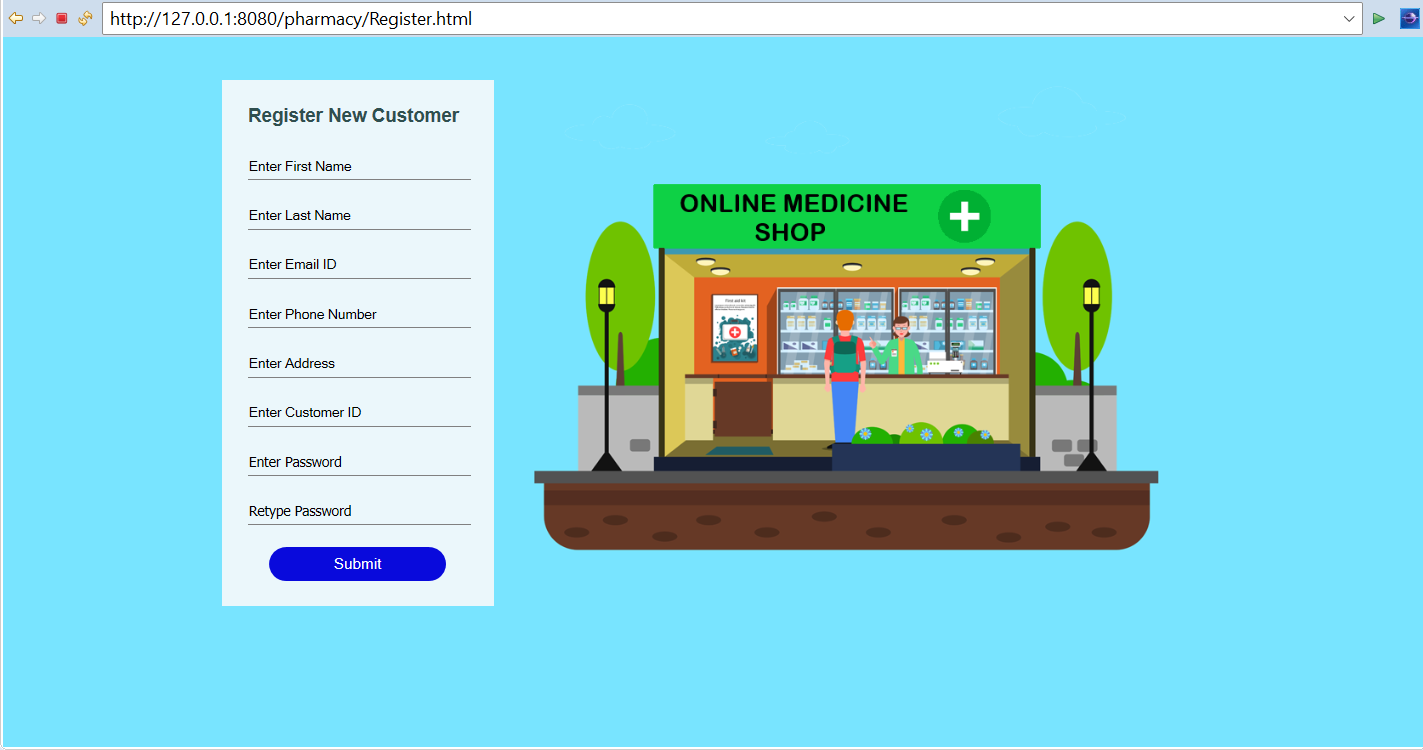 http://127.0.0.1:8080/pharmacy/Register.html
Register New Customer
Enter First Name
Enter Last Name
Enter Email ID
Enter Phone Number
Enter Address
Enter Customer ID
Enter Password
Retype Password
Submit
ONLINE MEDICINE
SHOP
First aid kit